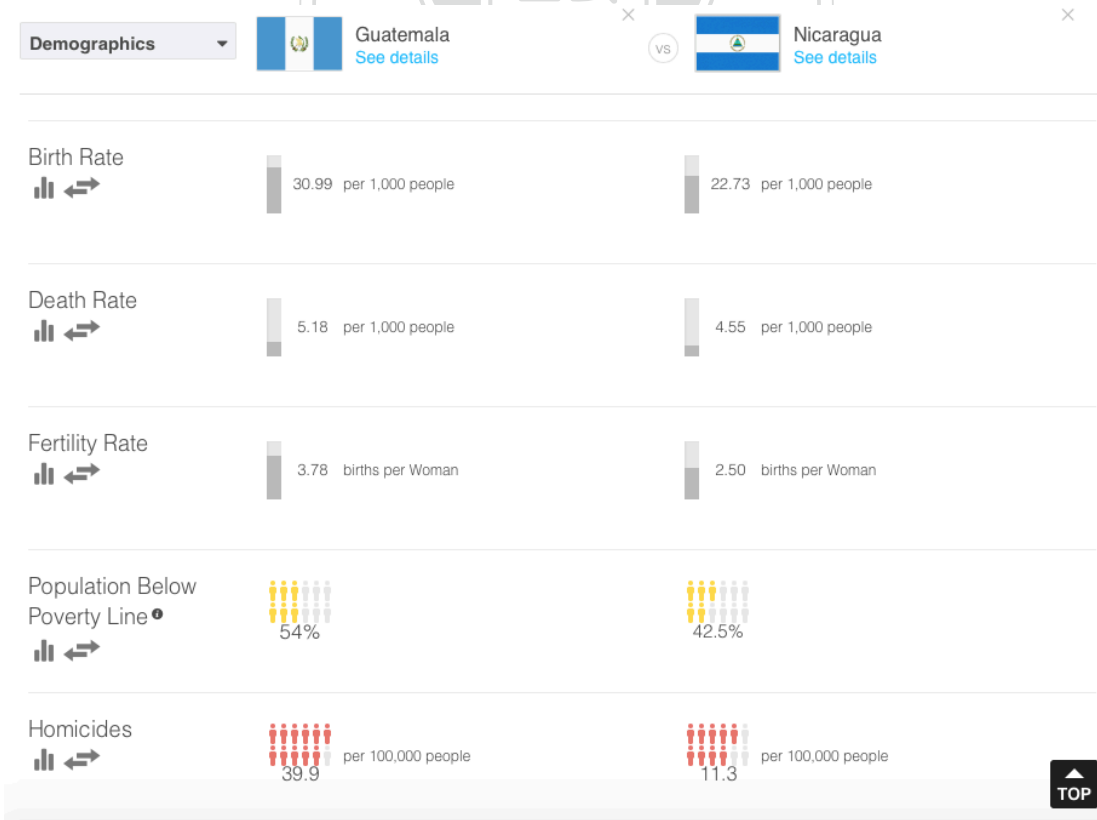 Demographics
Guatemala
See details
VS
Nicaragua
See details
Birth Rate
30.99 per 1,000 people
22.73 per 1,000 people
Death Rate
5.18 per 1,000 people
4.55 per 1,000 people
Fertility Rate
3.78 births per Woman
2.50 births per Woman
Population Below
Poverty Line
54%
42.5%
Homicides
39.9 per 100,000 people
11.3 per 100,000 people
TOP